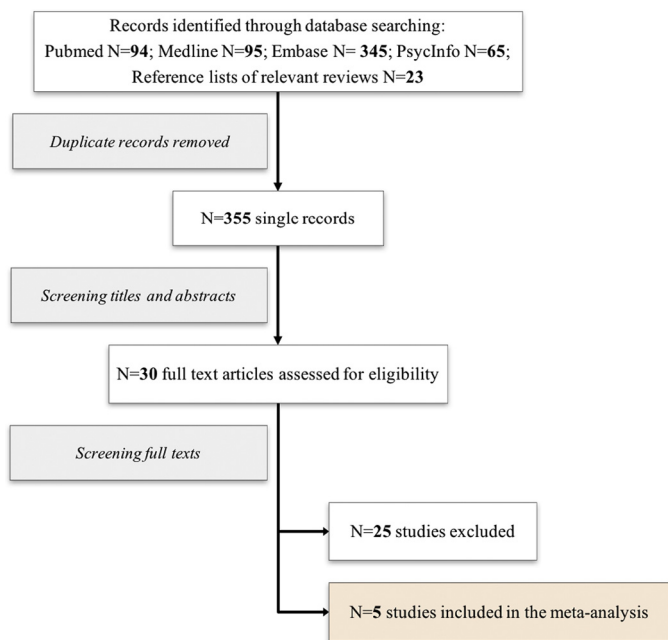 Records identified through database searching:
Pubmed N=94; Medline N=95; Embase N= 345; PsycInfo N=65;
Reference lists of relevant reviews N=23
Duplicate records removed
N=355 single records
Screening titles and abstracts
N=30 full text articles assessed for eligibility
Screening full texts
N=25 studies excluded
N=5 studies included in the meta-analysis